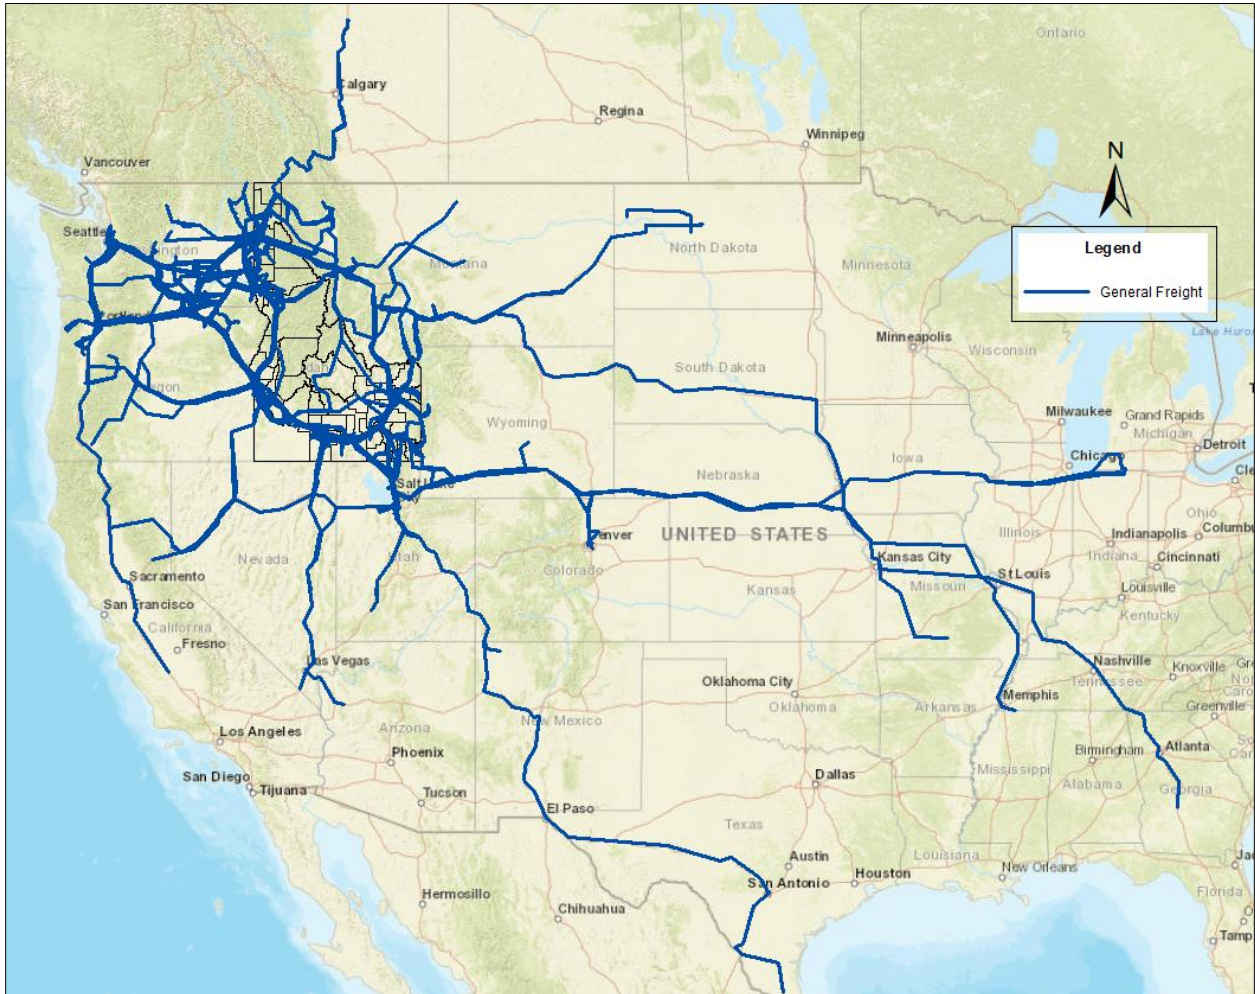 Ontario
Calgary
Regina
Winnipeg
Vancouver
N
Seattle
Legend
North Dakota
Montana
Minnesota
General Freight
Minneapolis
Wisconsin
South Dakota
Wyoming
Milwaukee
Grand Rapids
Michigan
Detroit
Chicago
Iowa
Nebraska
Salt Lake
UNITED STATES
Illinois
Ohio
Indianapolis
Indiana
Cincinnati
Nevada
Utah
Colorado
Kansas City
Kansas
Missouri
St Louis
Louisville
Kentucky
Sacramento
San Francisco
California
Fresno
Las Vegas
Nashville
Tennessee
Knoxville
Oklahoma City
Oklahoma
Arkansas
Memphis
Greenville
New Mexico
Arizona
Los Angeles
Phoenix
Birmingham
Atlanta
San Diego
Tijuana
Tucson
Dallas
Mississippi
Alabama
Georgia
El Paso
Texas
Austin
Louisiana
New Orleans
San Antonio
Houston
Hermosillo
Chihuahua
Florida